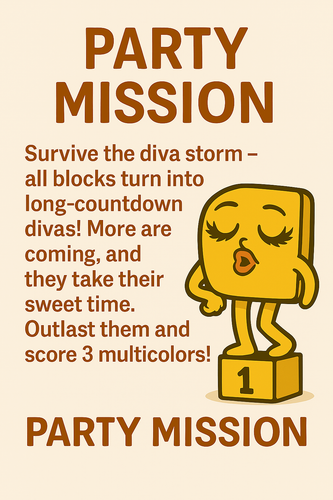 PARTY
MISSION
Survive the diva storm –
all blocks turn into
long-countdown
divas! More are
coming, and
they take their
sweet time.
Outlast them and
score 3 multicolors!
1
PARTY MISSION